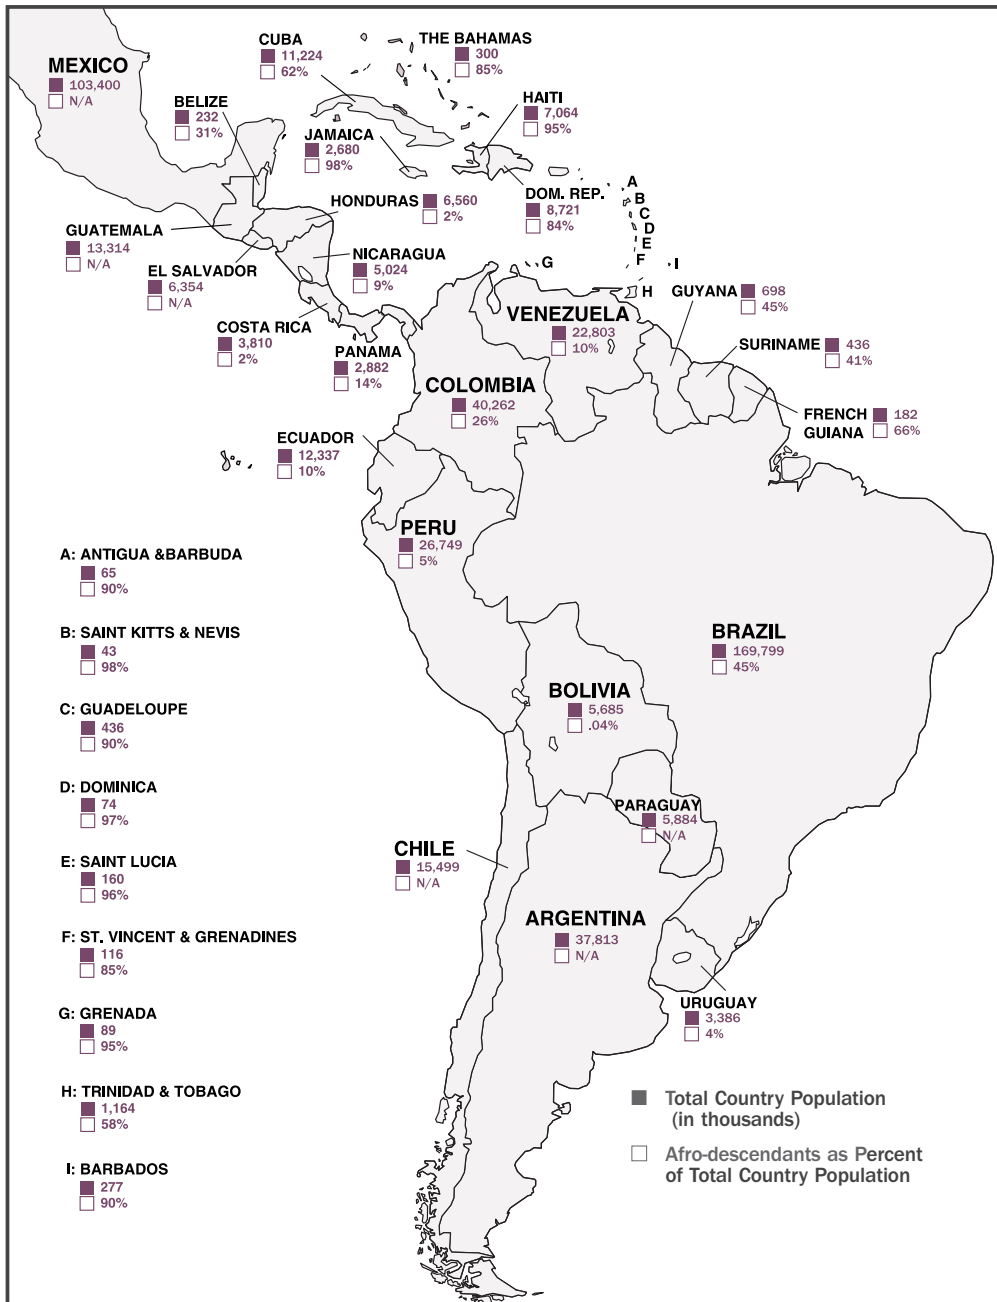 CUBA
11,224
62%
THE BAHAMAS
300
85%
MEXICO
103,400
N/A
BELIZE
232
31%
HAITI
7,064
95%
JAMAICA
2,680
98%
DOM. REP.
8,721
84%
HONDURAS
6,560
2%
GUATEMALA
13,314
N/A
NICARAGUA
5,024
9%
EL SALVADOR
6,354
N/A
COSTA RICA
3,810
2%
PANAMA
2,882
14%
A
B
C
D
E
F
G
H
I
GUYANA
698
45%
VENEZUELA
22,803
10%
SURINAME
436
41%
COLOMBIA
40,262
26%
FRENCH
GUIANA
182
66%
ECUADOR
12,337
10%
PERU
26,749
5%
BRAZIL
169,799
45%
BOLIVIA
5,685
.04%
PARAGUAY
5,884
N/A
CHILE
15,499
N/A
ARGENTINA
37,813
N/A
URUGUAY
3,386
4%
A: ANTIGUA &BARBUDA
65
90%
B: SAINT KITTS & NEVIS
43
98%
C: GUADELOUPE
436
90%
D: DOMINICA
74
97%
E: SAINT LUCIA
160
96%
F: ST. VINCENT & GRENADINES
116
85%
G: GRENADA
89
95%
H: TRINIDAD & TOBAGO
1,164
58%
I: BARBADOS
277
90%
Total Country Population
(in thousands)
Afro-descendants as Percent
of Total Country Population